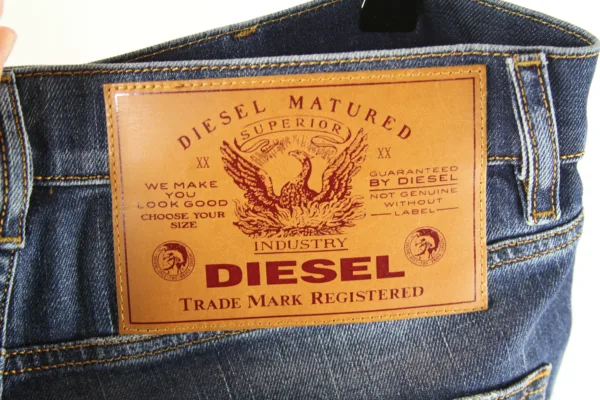 DIESEL MATURED
SUPERIOR
XX
XX
WE MAKE
YOU
LOOK GOOD
CHOOSE YOUR
SIZE
GUARANTEED
BY DIESEL
NOT GENUINE
WITHOUT
–LABEL–
INDUSTRY
DIESEL
TRADE MARK REGISTERED